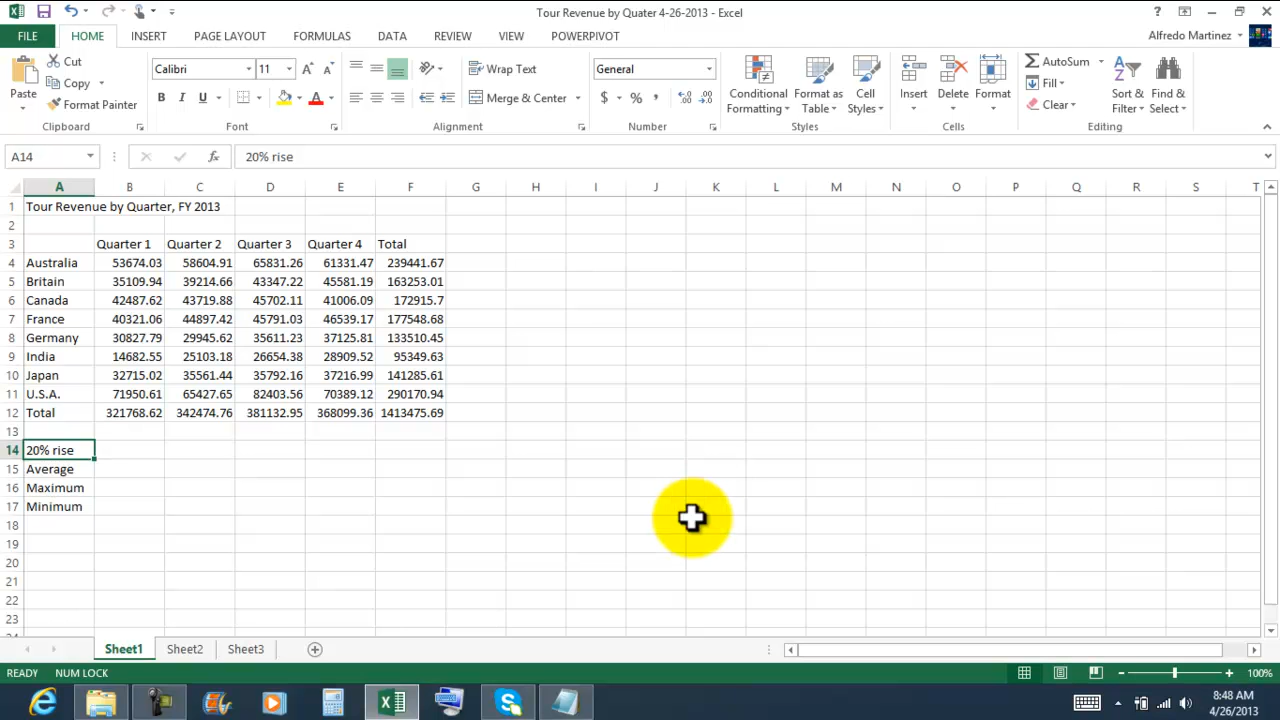 Tour Revenue by Quater 4-26-2013 - Excel
FILE HOME INSERT PAGE LAYOUT FORMULAS DATA REVIEW VIEW POWERPIVOT Alfredo Martinez
Paste Cut Copy Format Painter Clipboard
Calibri 11 B I U A Font
Wrap Text Merge & Center Alignment
General $ % , Number
Conditional Formatting Format as Table Cell Styles Styles
Insert Delete Format Cells
AutoSum Fill Clear Sort & Filter Find & Select Editing
A14 fx 20% rise
A B C D E F G H I J K L M N O P Q R S T
1 Tour Revenue by Quarter, FY 2013
2
3 Quarter 1 Quarter 2 Quarter 3 Quarter 4 Total
4 Australia 53674.03 58604.91 65831.26 61331.47 239441.67
5 Britain 35109.94 39214.66 43347.22 45581.19 163253.01
6 Canada 42487.62 43719.88 45702.11 41006.09 172915.7
7 France 40321.06 44897.42 45791.03 46539.17 177548.68
8 Germany 30827.79 29945.62 35611.23 37125.81 133510.45
9 India 14682.55 25103.18 26654.38 28909.52 95349.63
10 Japan 32715.02 35561.44 35792.16 37216.99 141285.61
11 U.S.A. 71950.61 65427.65 82403.56 70389.12 290170.94
12 Total 321768.62 342474.76 381132.95 368099.36 1413475.69
13
14 20% rise
15 Average
16 Maximum
17 Minimum
18
19
20
21
22
23
Sheet1 Sheet2 Sheet3
READY NUM LOCK 100%
8:48 AM
4/26/2013